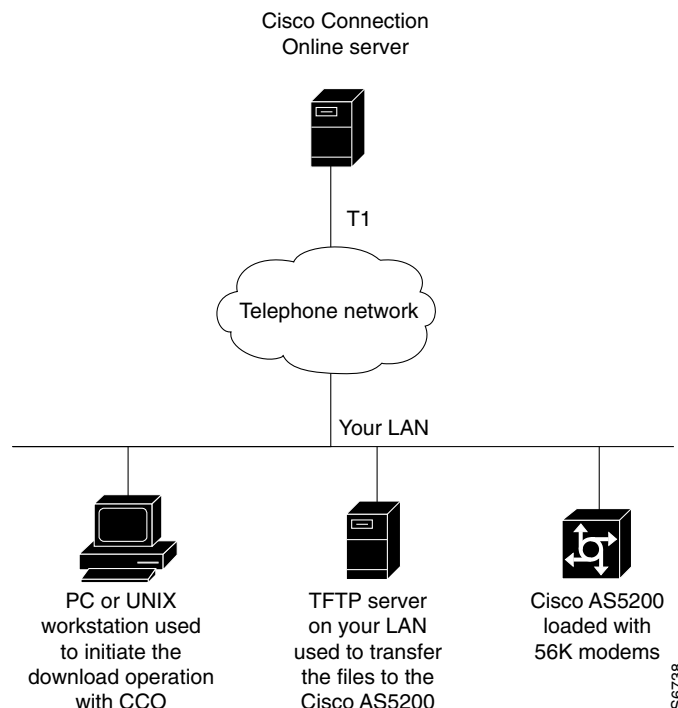 Cisco Connection
Online server
T1
Telephone network
Your LAN
PC or UNIX
workstation used
to initiate the
download operation
with CCO
TFTP server
on your LAN
used to transfer
the files to the
Cisco AS5200
Cisco AS5200
loaded with
56K modems
S6738